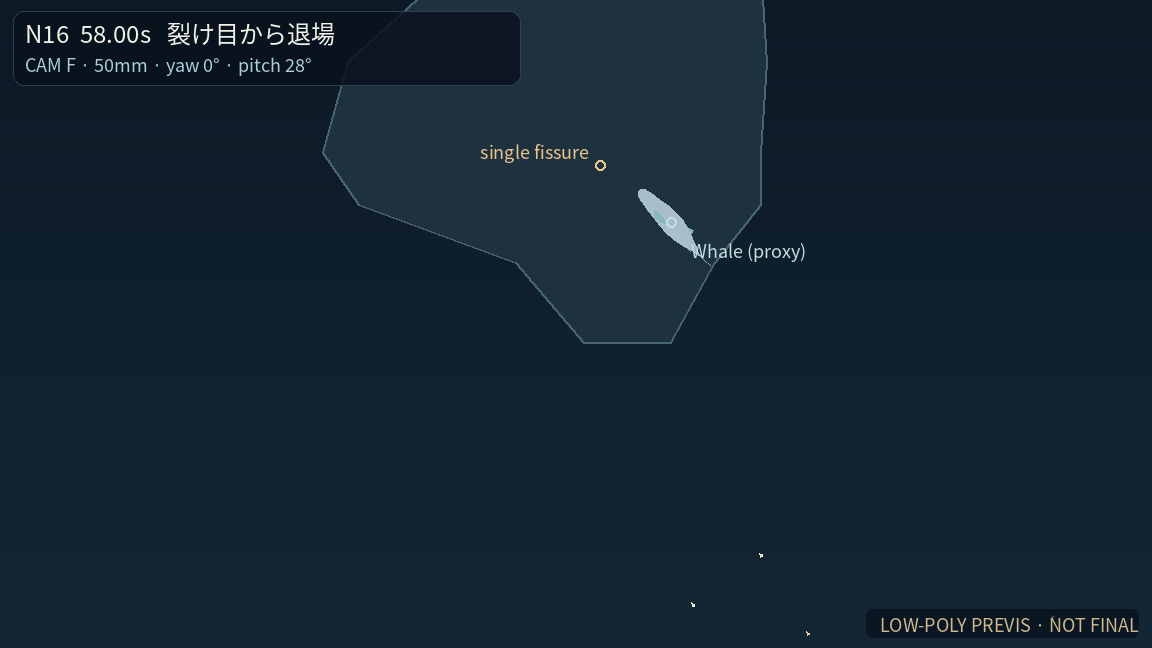 N16 58.00s 裂け目から退場
CAM F · 50mm · yaw 0° · pitch 28°
single fissure
Whale (proxy)
LOW-POLY PREVIS · NOT FINAL